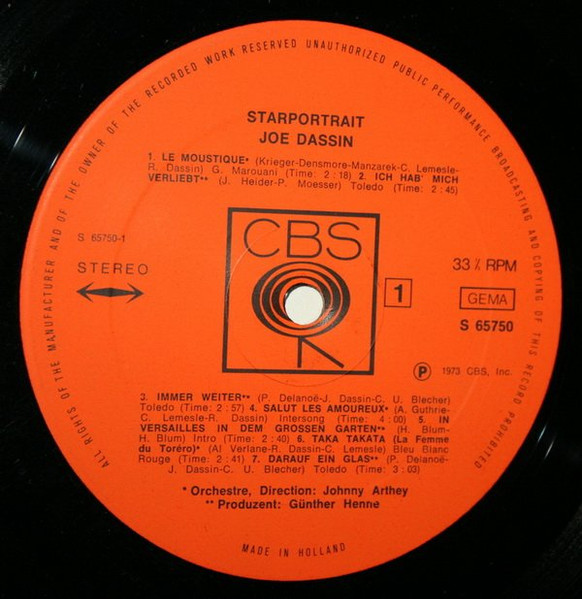 ALL RIGHTS OF THE MANUFACTURER AND OF THE OWNER OF THE RECORDED WORK RESERVED UNAUTHORIZED PUBLIC PERFORMANCE BROADCASTING AND COPYING OF THIS RECORD PROHIBITED
STARPORTRAIT
JOE DASSIN
1. LE MOUSTIQUE* (Krieger-Densmore-Manzarek-C. Lemesle-
R. Dassin) G. Marouani (Time: 2:18) 2. ICH HAB' MICH
VERLIEBT** (J. Heider-P. Moesser) Toledo (Time: 2:45)
S 65750-1
STEREO
CBS
33⅓ RPM
1
GEMA
S 65750
Ⓟ 1973 CBS, Inc.
3. IMMER WEITER** (P. Delanoë-J. Dassin-C. U. Blecher)
Toledo (Time: 2:57) 4. SALUT LES AMOUREUX* (A. Guthrie-
C. Lemesle-R. Dassin) Intersong (Time: 4:00) 5. IN
VERSAILLES IN DEM GROSSEN GARTEN** (H. Blum-
H. Blum) Intro (Time: 2:40) 6. TAKA TAKATA (La Femme
du Toréro)* (Al Verlane-R. Dassin-C. Lemesle) Bleu Blanc
Rouge (Time: 2:41) 7. DARAUF EIN GLAS** (P. Delanoë-
J. Dassin-C. U. Blecher) Toledo (Time: 3:03)
* Orchestre, Direction: Johnny Arthey
** Produzent: Günther Henne
MADE IN HOLLAND